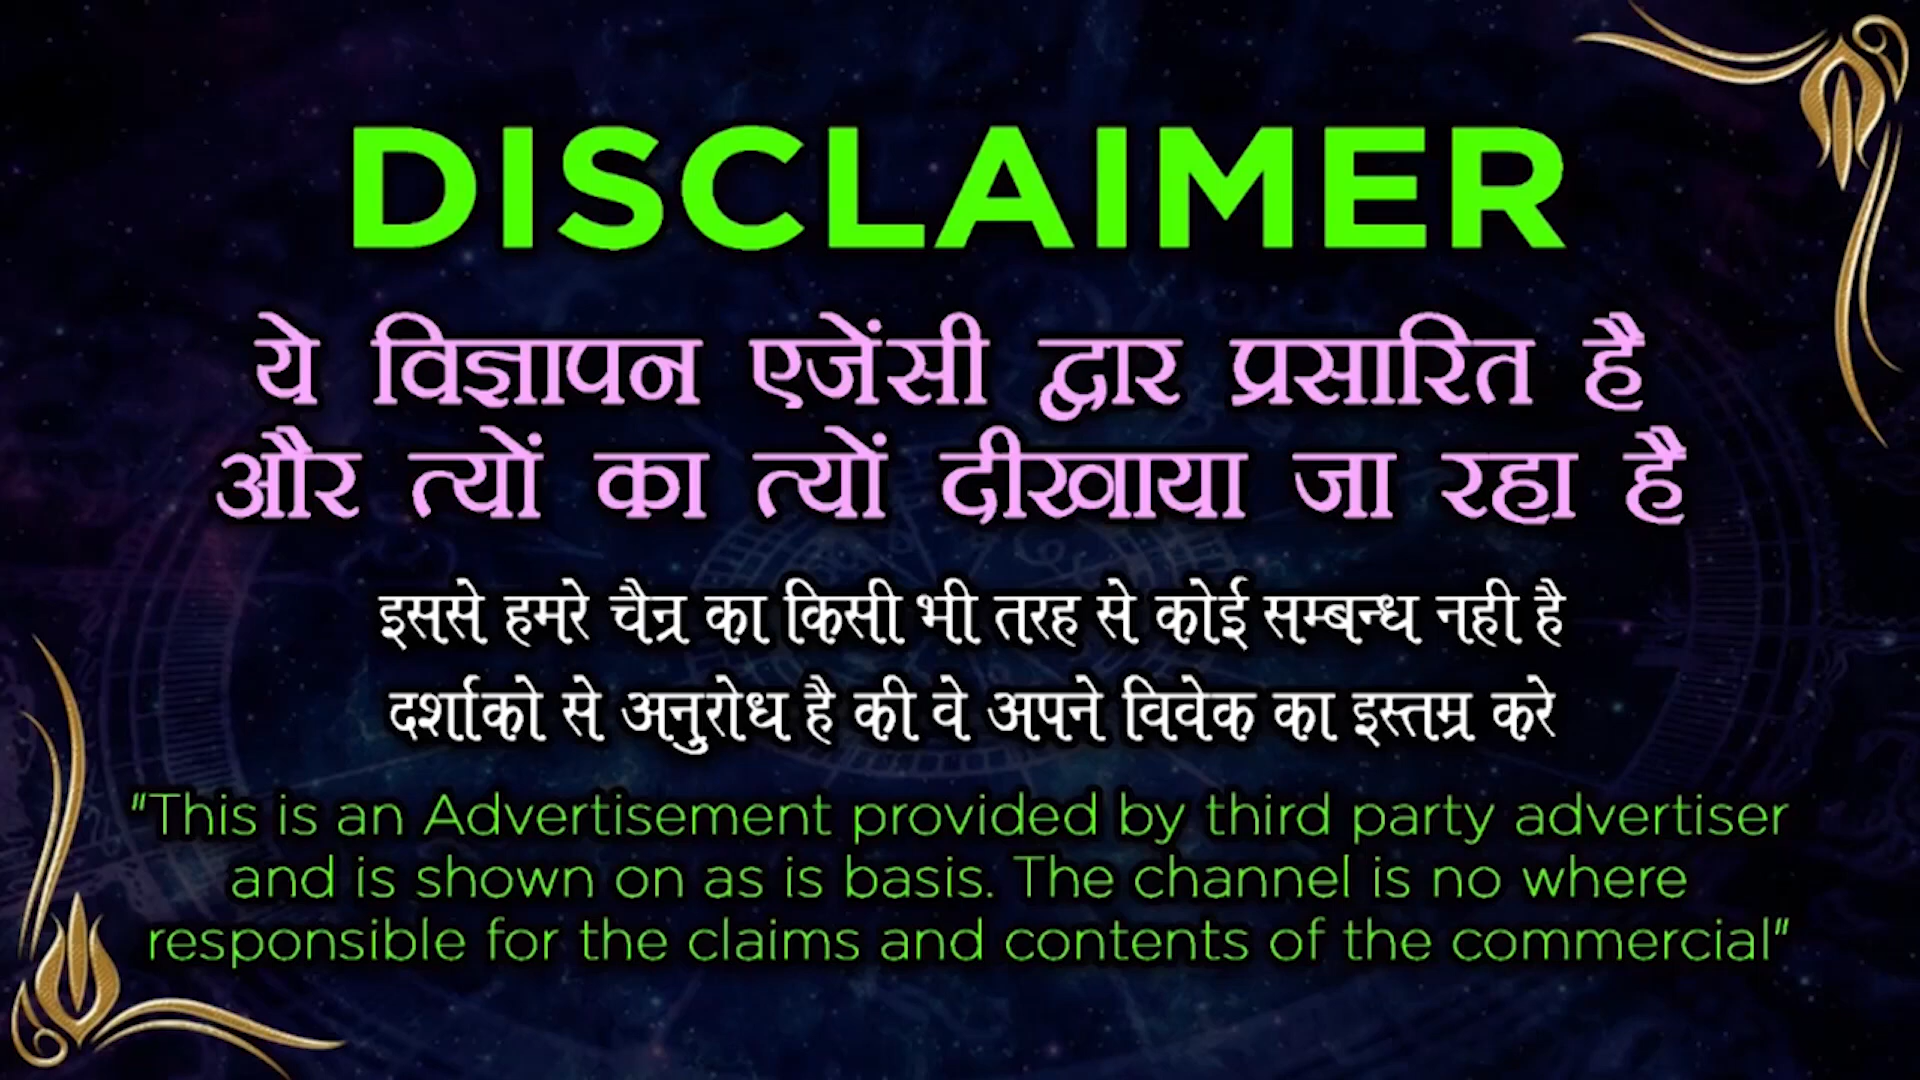 DISCLAIMER
ये विज्ञापन एजेंसी द्वार प्रसारित है
और त्यों का त्यों दीखाया जा रहा है
इससे हमरे चैन्र का किसी भी तरह से कोई सम्बन्ध नही है
दर्शाको से अनुरोध है की वे अपने विवेक का इस्तम्र करे
"This is an Advertisement provided by third party advertiser
and is shown on as is basis. The channel is no where
responsible for the claims and contents of the commercial"